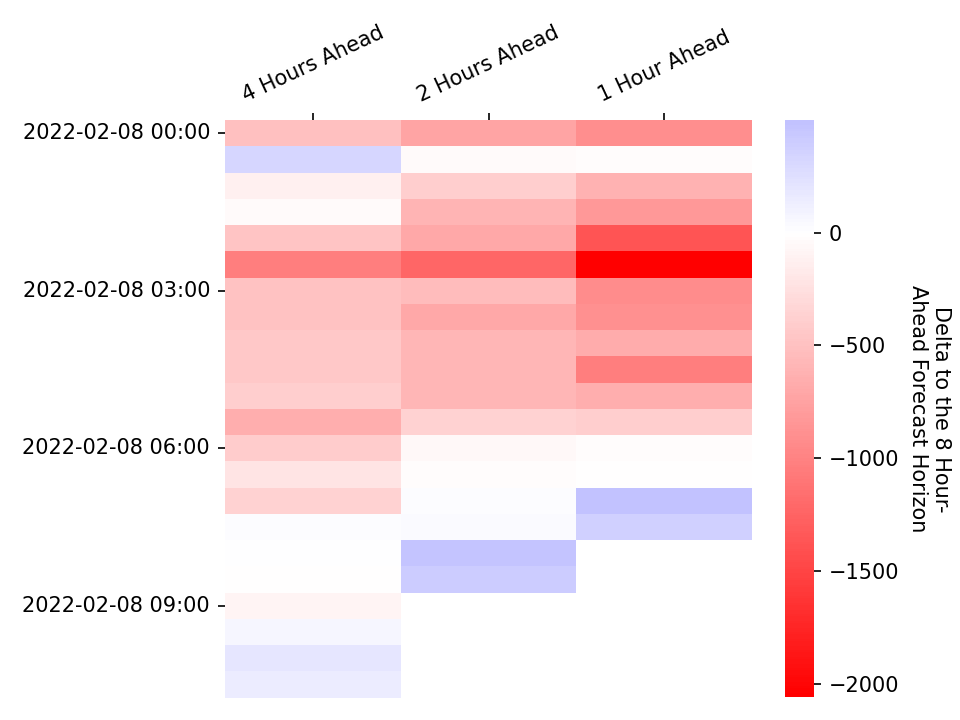 4 Hours Ahead
2 Hours Ahead
1 Hour Ahead
2022-02-08 00:00
2022-02-08 03:00
2022-02-08 06:00
2022-02-08 09:00
0
−500
−1000
−1500
−2000
Delta to the 8 Hour-
Ahead Forecast Horizon